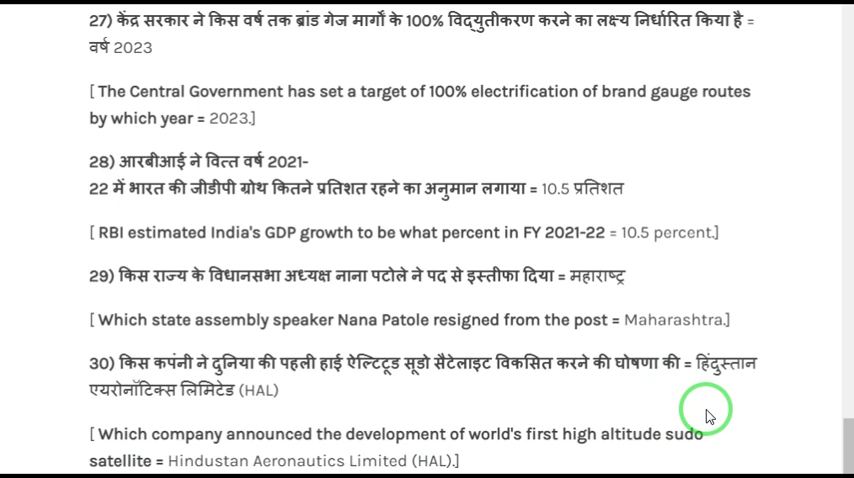 27) केंद्र सरकार ने किस वर्ष तक ब्रांड गेज मार्गों के 100% विद्युतीकरण करने का लक्ष्य निर्धारित किया है =
वर्ष 2023
[ The Central Government has set a target of 100% electrification of brand gauge routes
by which year = 2023.]
28) आरबीआई ने वित्त वर्ष 2021-
22 में भारत की जीडीपी ग्रोथ कितने प्रतिशत रहने का अनुमान लगाया = 10.5 प्रतिशत
[ RBI estimated India's GDP growth to be what percent in FY 2021-22 = 10.5 percent.]
29) किस राज्य के विधानसभा अध्यक्ष नाना पटोले ने पद से इस्तीफा दिया = महाराष्ट्र
[ Which state assembly speaker Nana Patole resigned from the post = Maharashtra.]
30) किस कपंनी ने दुनिया की पहली हाई ऐल्टिटूड सूडो सैटेलाइट विकसित करने की घोषणा की = हिंदुस्तान
एयरोनॉटिक्स लिमिटेड (HAL)
[ Which company announced the development of world's first high altitude sudo
satellite = Hindustan Aeronautics Limited (HAL).]